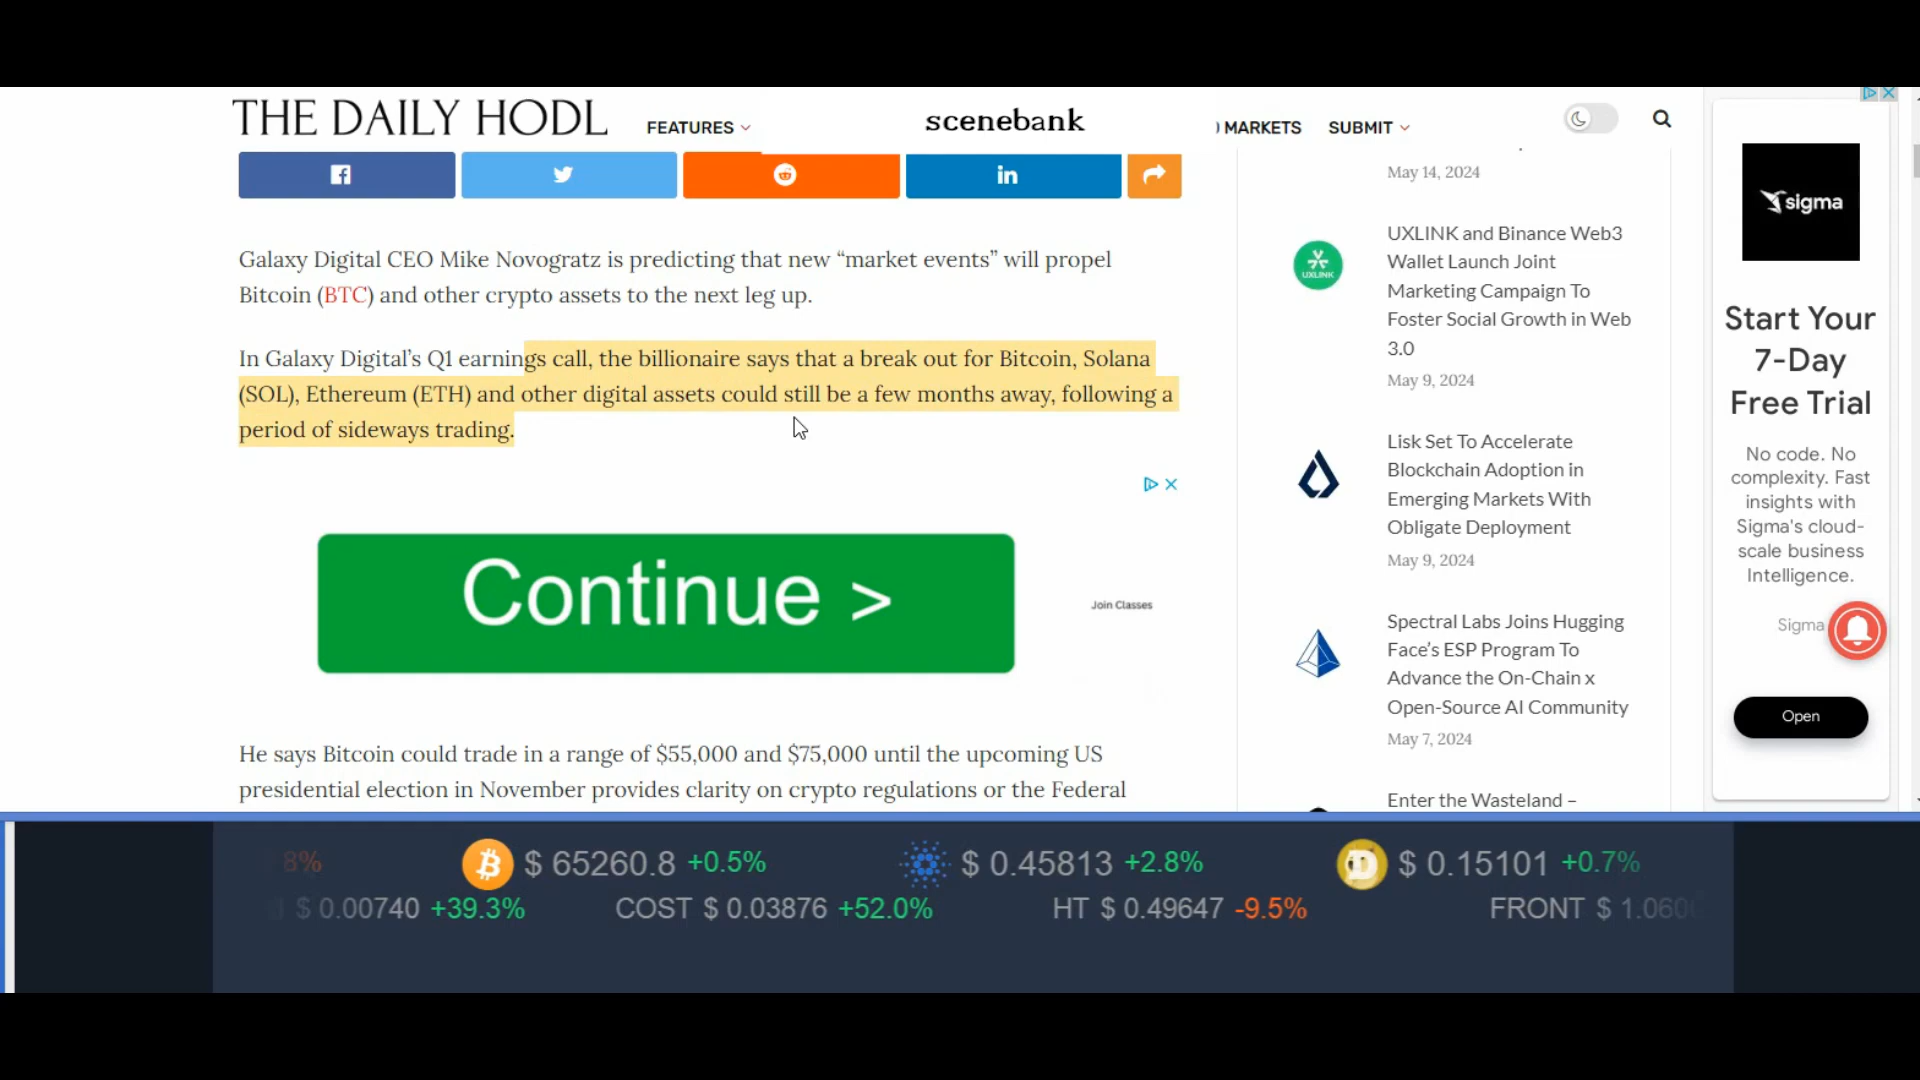 THE DAILY HODL
FEATURES
scenebank
MARKETS
SUBMIT
Galaxy Digital CEO Mike Novogratz is predicting that new “market events” will propel
Bitcoin (BTC) and other crypto assets to the next leg up.
In Galaxy Digital’s Q1 earnings call, the billionaire says that a break out for Bitcoin, Solana
(SOL), Ethereum (ETH) and other digital assets could still be a few months away, following a
period of sideways trading.
Continue >
Join Classes
He says Bitcoin could trade in a range of $55,000 and $75,000 until the upcoming US
presidential election in November provides clarity on crypto regulations or the Federal
May 14, 2024
UXLINK
UXLINK and Binance Web3
Wallet Launch Joint
Marketing Campaign To
Foster Social Growth in Web
3.0
May 9, 2024
Lisk Set To Accelerate
Blockchain Adoption in
Emerging Markets With
Obligate Deployment
May 9, 2024
Spectral Labs Joins Hugging
Face’s ESP Program To
Advance the On-Chain x
Open-Source AI Community
May 7, 2024
Enter the Wasteland –
sigma
Start Your
7-Day
Free Trial
No code. No
complexity. Fast
insights with
Sigma's cloud-
scale business
Intelligence.
Sigma
Open
8% $ 65260.8 +0.5% $ 0.45813 +2.8% $ 0.15101 +0.7%
$ 0.00740 +39.3% COST $ 0.03876 +52.0% HT $ 0.49647 -9.5% FRONT $ 1.060